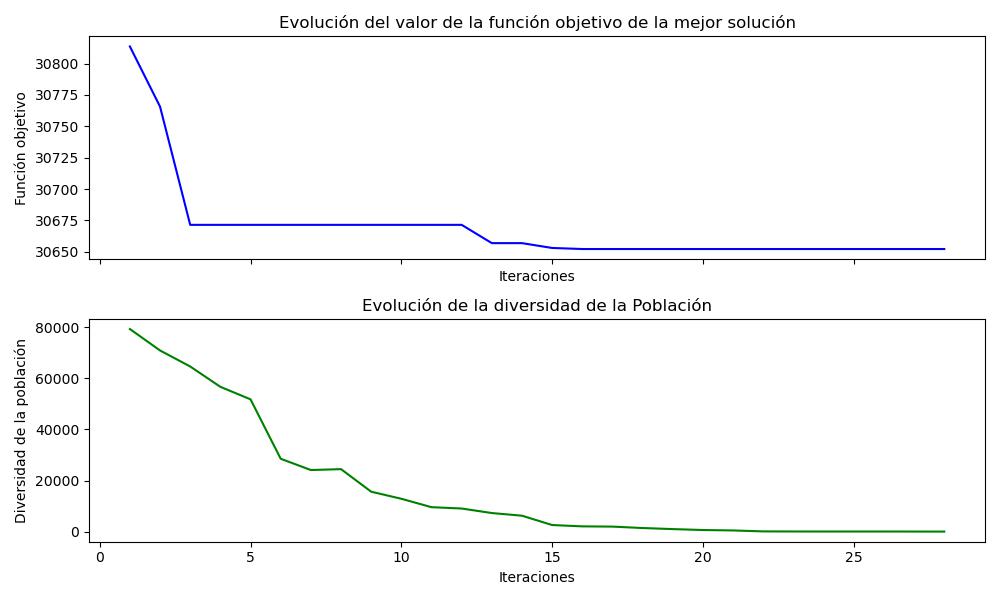 Evolución del valor de la función objetivo de la mejor solución
Función objetivo
30800
30775
30750
30725
30700
30675
30650
Iteraciones
Evolución de la diversidad de la Población
Diversidad de la población
80000
60000
40000
20000
0
0 5 10 15 20 25
Iteraciones